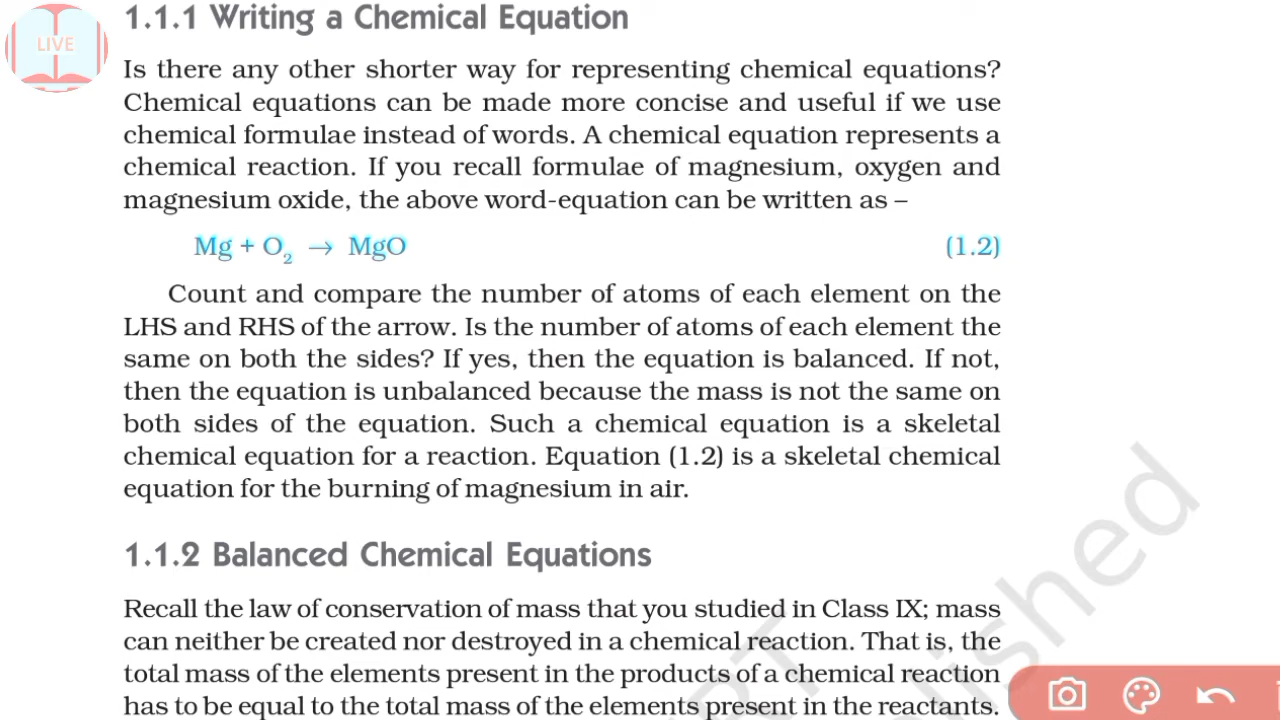 LIVE
1.1.1 Writing a Chemical Equation
Is there any other shorter way for representing chemical equations?
Chemical equations can be made more concise and useful if we use
chemical formulae instead of words. A chemical equation represents a
chemical reaction. If you recall formulae of magnesium, oxygen and
magnesium oxide, the above word-equation can be written as –
Mg + O₂ → MgO (1.2)
Count and compare the number of atoms of each element on the
LHS and RHS of the arrow. Is the number of atoms of each element the
same on both the sides? If yes, then the equation is balanced. If not,
then the equation is unbalanced because the mass is not the same on
both sides of the equation. Such a chemical equation is a skeletal
chemical equation for a reaction. Equation (1.2) is a skeletal chemical
equation for the burning of magnesium in air.
1.1.2 Balanced Chemical Equations
Recall the law of conservation of mass that you studied in Class IX; mass
can neither be created nor destroyed in a chemical reaction. That is, the
total mass of the elements present in the products of a chemical reaction
has to be equal to the total mass of the elements present in the reactants.